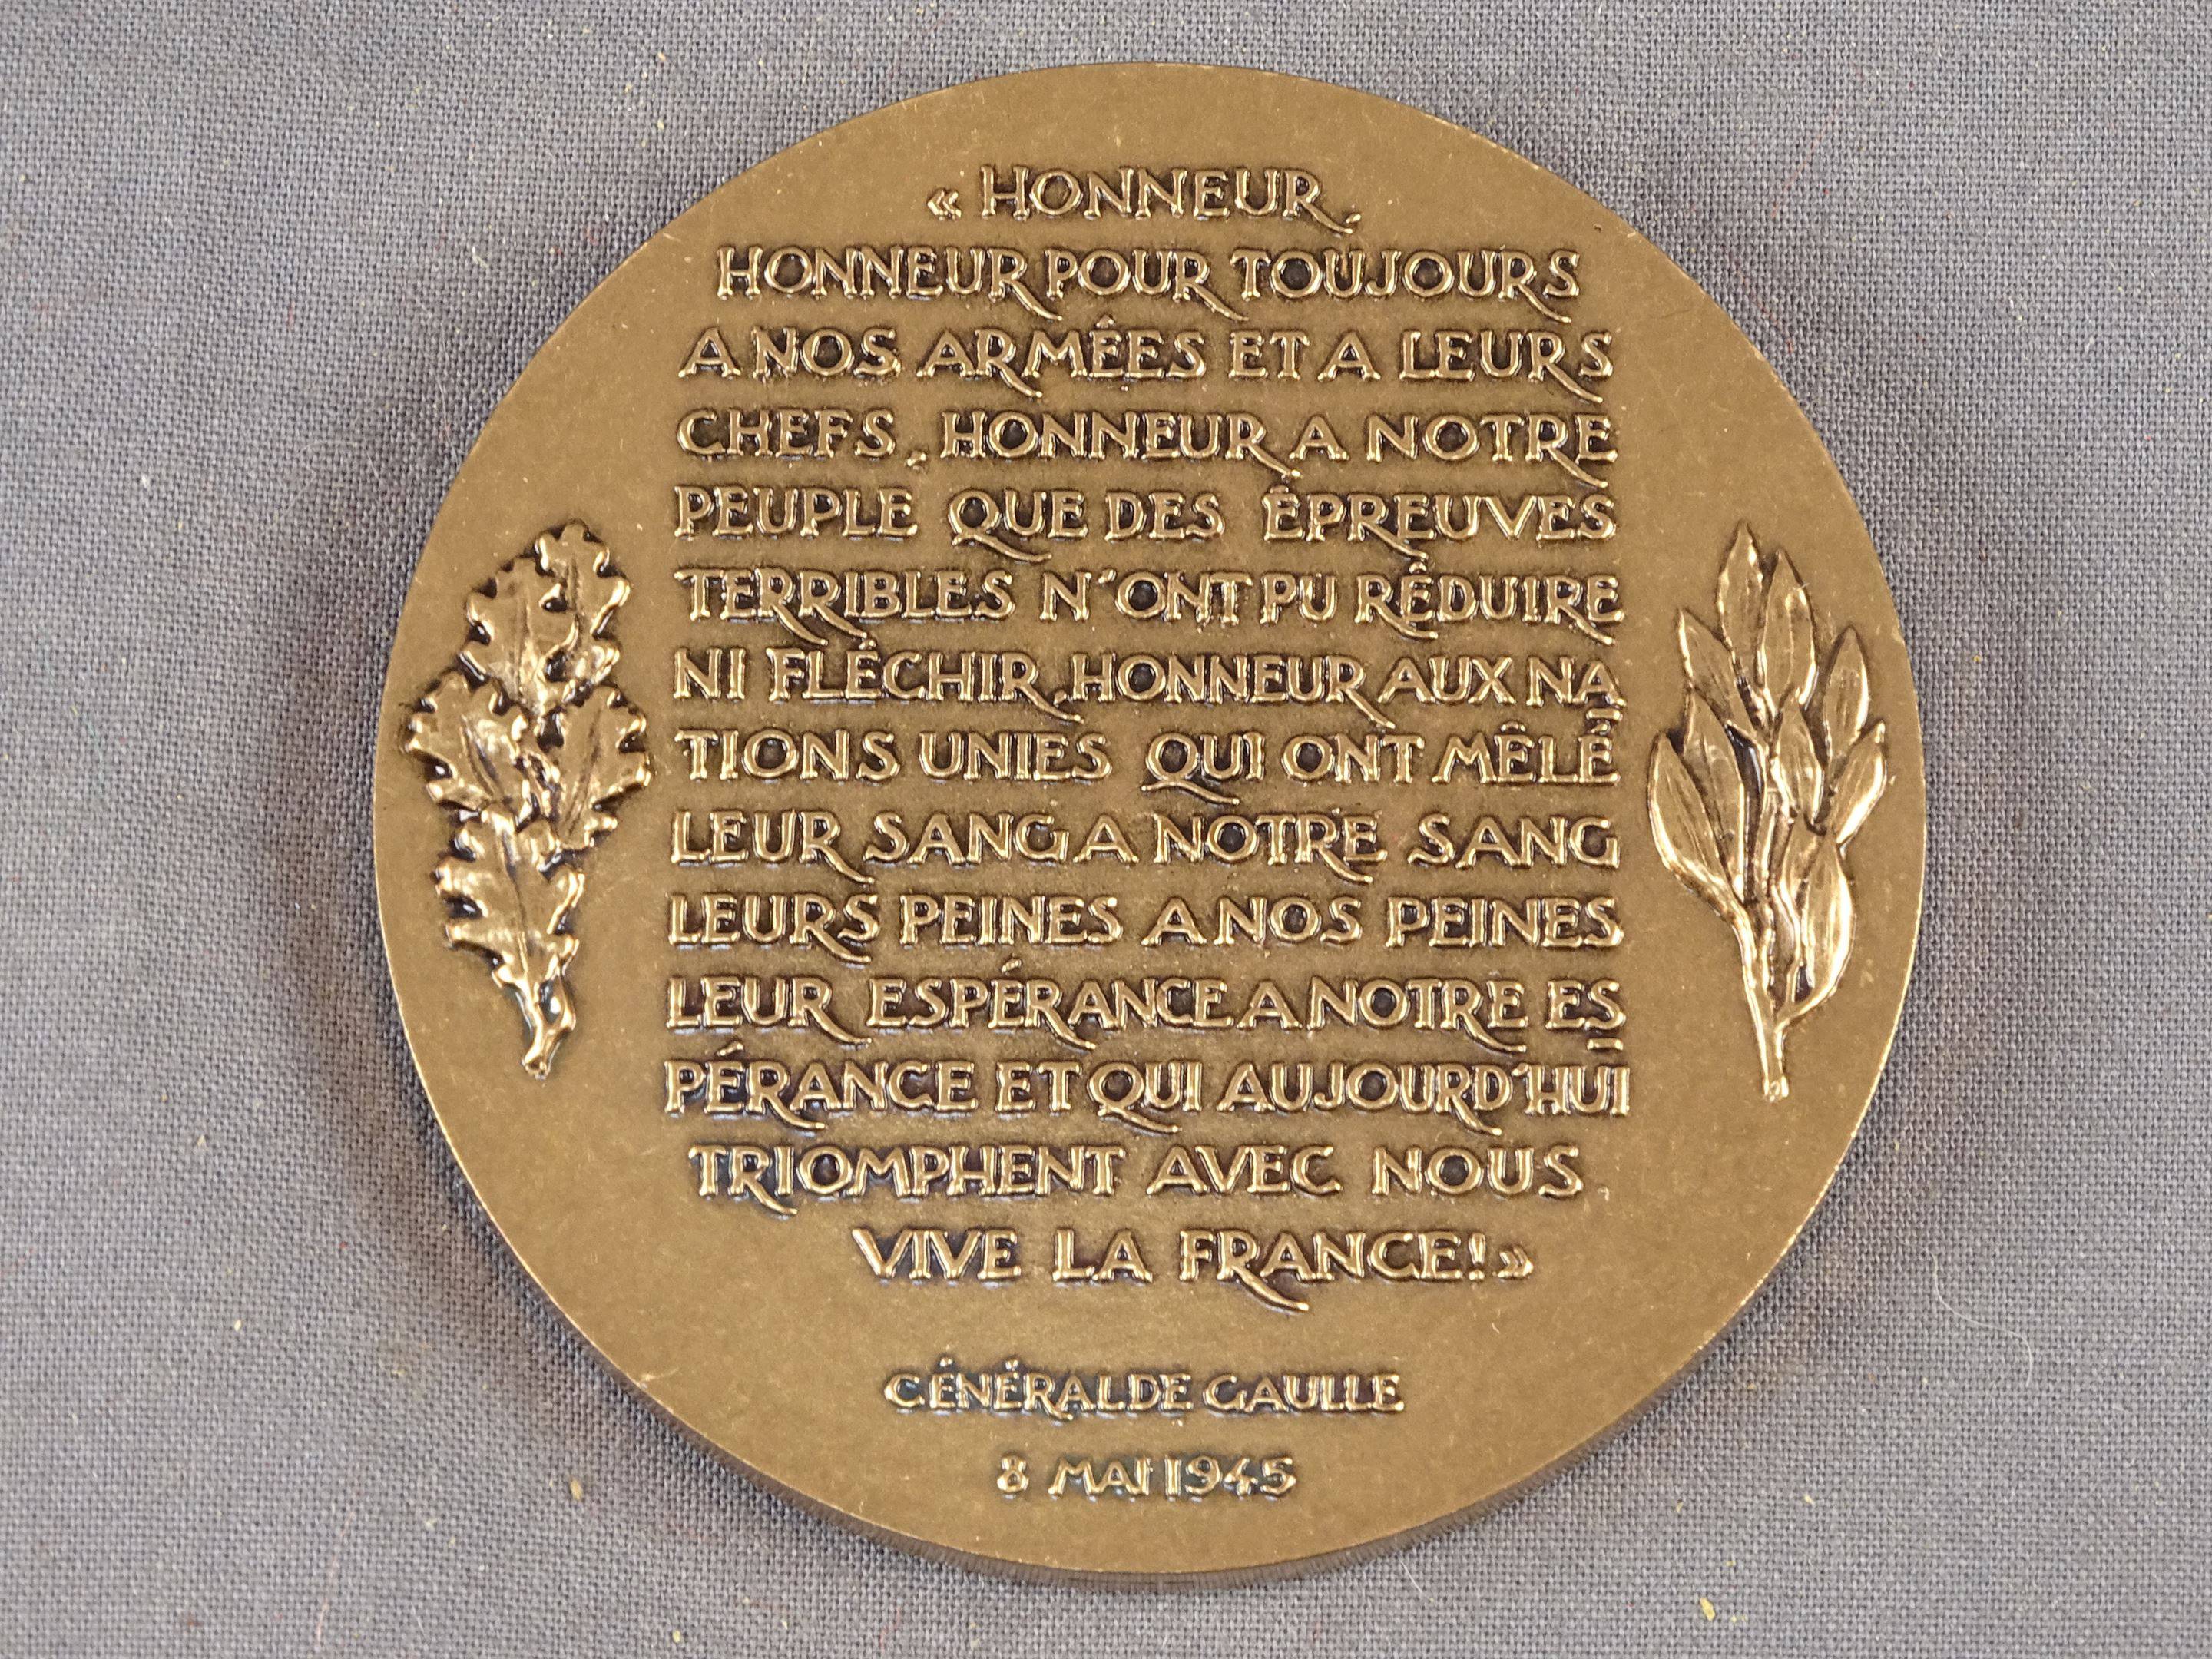 « HONNEUR,
HONNEUR POUR TOUJOURS
A NOS ARMÉES ET A LEURS
CHEFS, HONNEUR A NOTRE
PEUPLE QUE DES ÉPREUVES
TERRIBLES N'ONT PU RÉDUIRE
NI FLÉCHIR, HONNEUR AUX NA
TIONS UNIES QUI ONT MÊLÉ
LEUR SANG A NOTRE SANG
LEURS PEINES A NOS PEINES
LEUR ESPÉRANCE A NOTRE ES
PÉRANCE ET QUI AUJOURD'HUI
TRIOMPHENT AVEC NOUS.
VIVE LA FRANCE! »
GÉNÉRAL DE GAULLE
8 MAI 1945